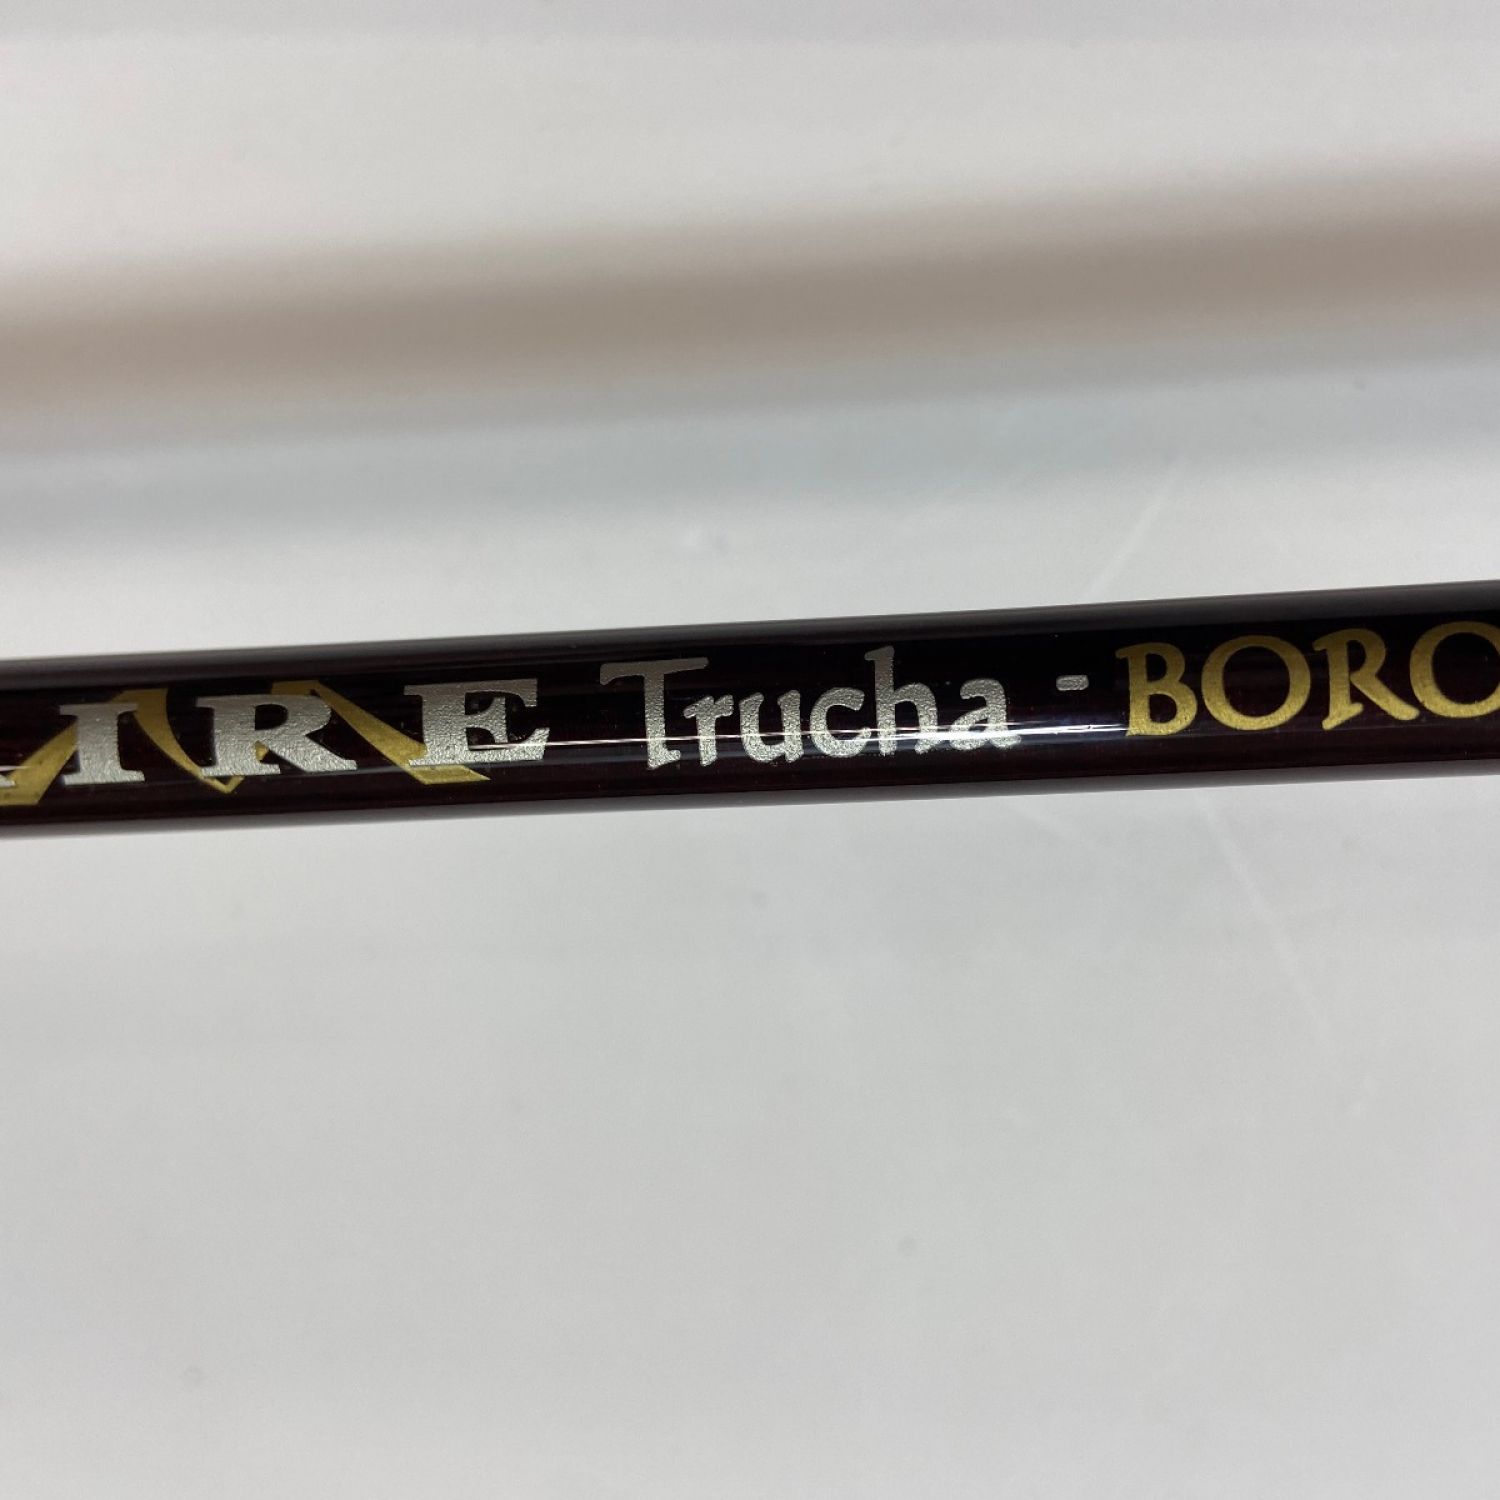 IRE Trucha - BORO